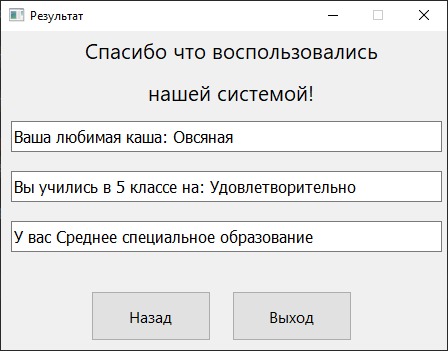 Результат
Спасибо что воспользовались
нашей системой!
Ваша любимая каша: Овсяная
Вы учились в 5 классе на: Удовлетворительно
У вас Среднее специальное образование
Назад
Выход